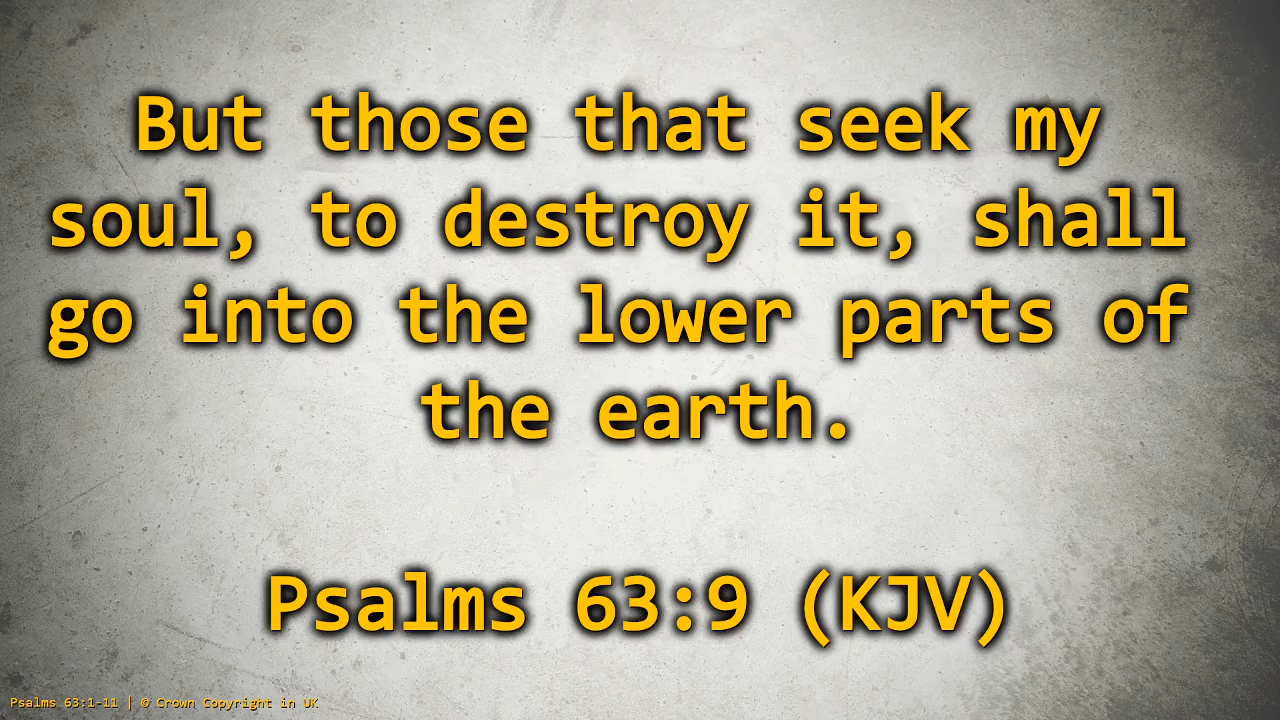 But those that seek my
soul, to destroy it, shall
go into the lower parts of
the earth.
Psalms 63:9 (KJV)
Psalms 63:1-11 | © Crown Copyright in UK